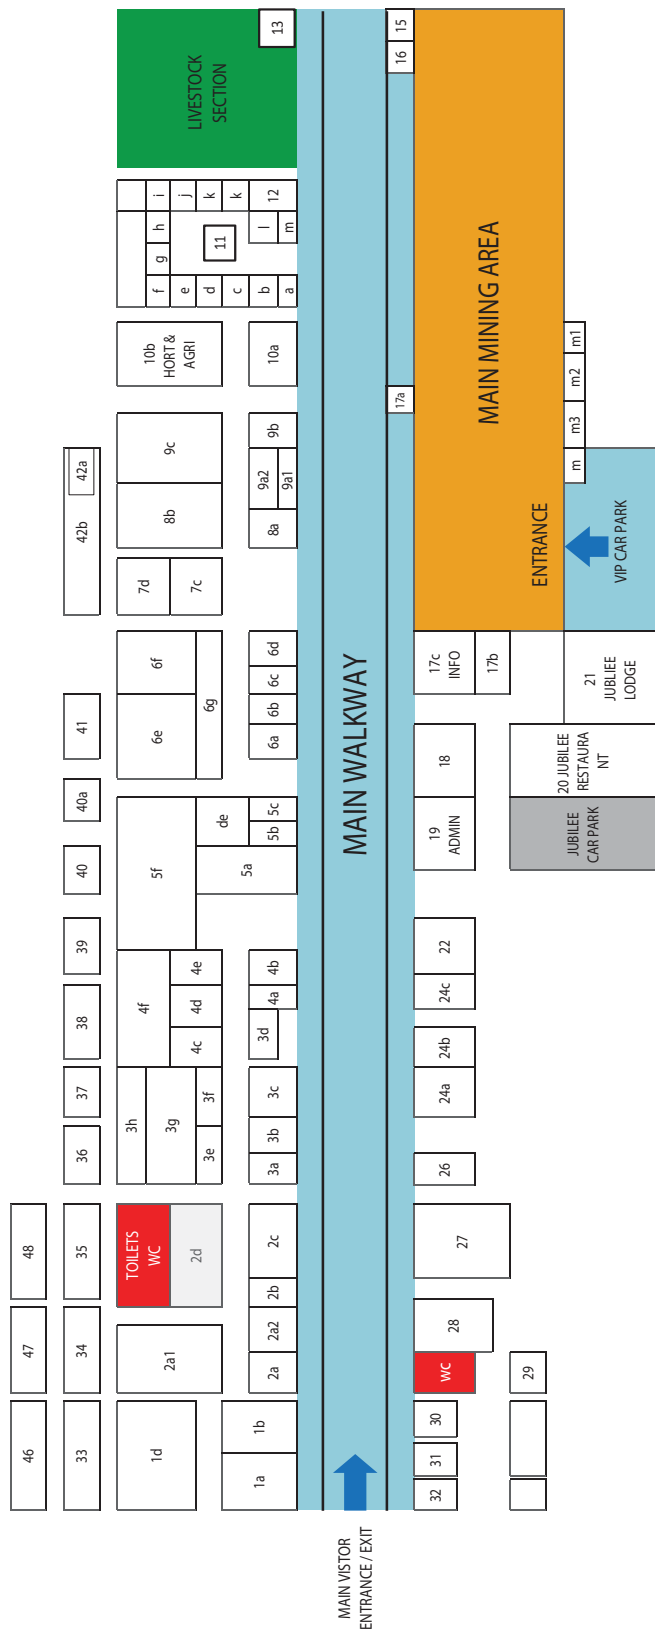 46
47
48
33
34
35
36
37
38
39
40
40a
41
42b
42a
1d
2a1
TOILETS
WC
2d
3h
3g
3e
3f
4f
4c
4d
4e
5f
de
6e
6f
6g
7d
7c
8b
9c
10b
HORT &
AGRI
f
g
h
i
e
j
d
11
k
c
k
LIVESTOCK
SECTION
13
1a
1b
2a
2a2
2b
2c
3a
3b
3c
3d
4a
4b
5a
5b
5c
6a
6b
6c
6d
8a
9a2
9a1
9b
10a
b
a
l
m
12
MAIN VISTOR
ENTRANCE / EXIT
MAIN WALKWAY
17a
16
15
32
31
30
WC
28
27
26
24a
24b
24c
22
19
ADMIN
18
17c
INFO
17b
MAIN MINING AREA
ENTRANCE
29
JUBILEE
CAR PARK
20 JUBILEE
RESTAURA
NT
21
JUBLIEE
LODGE
VIP CAR PARK
m
m3
m2
m1